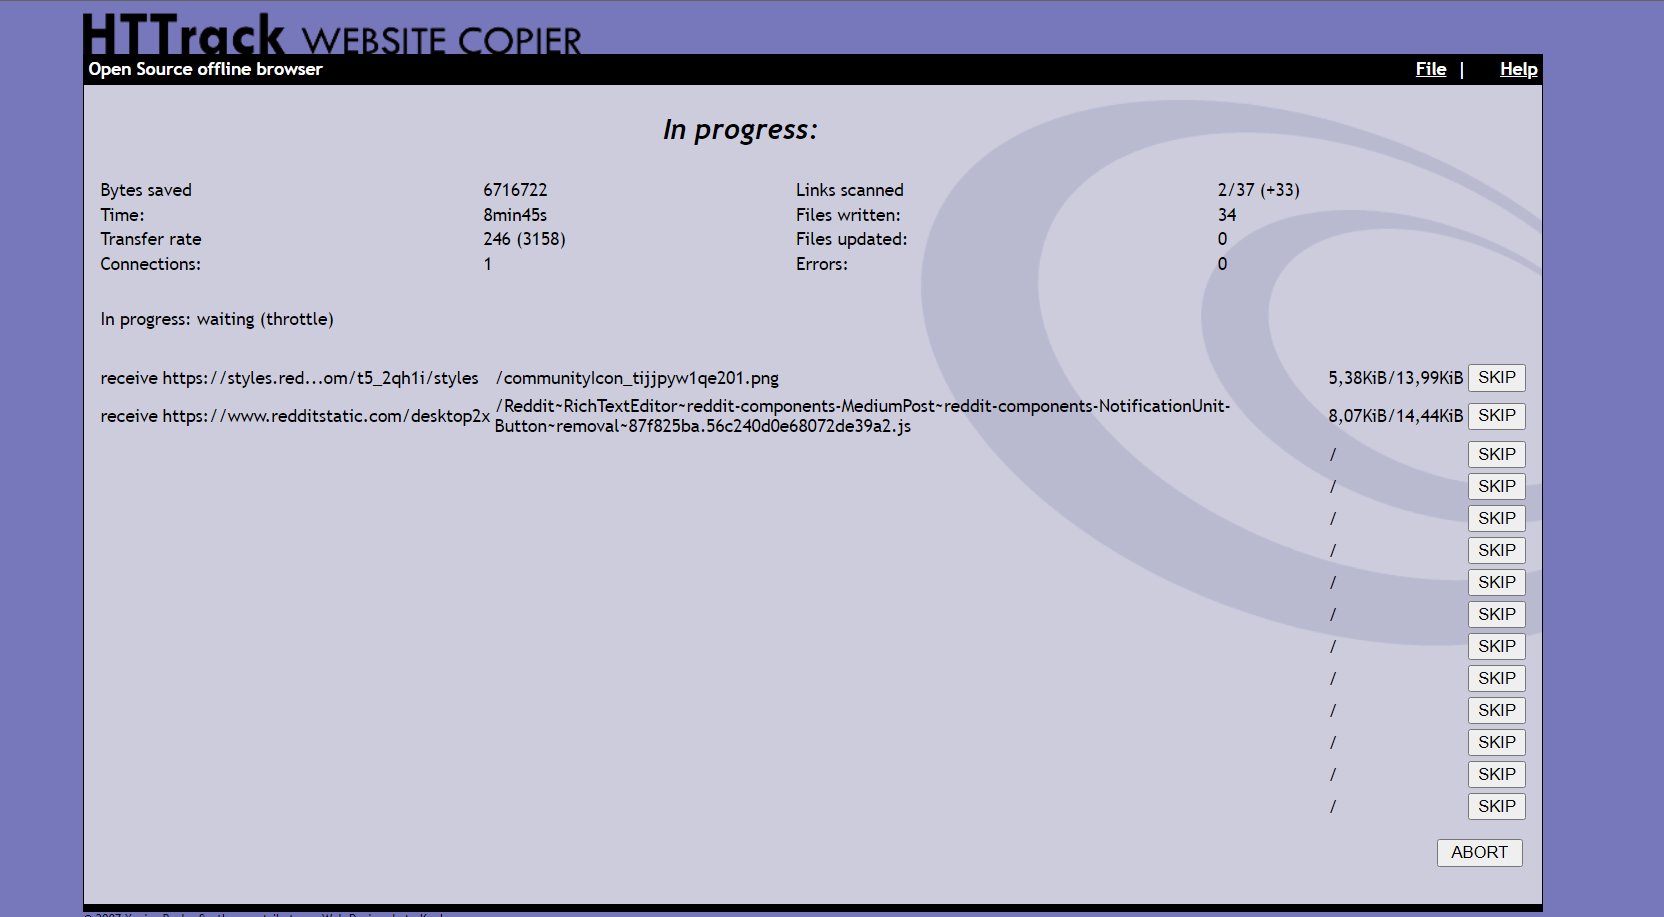 HTTrack WEBSITE COPIER
Open Source offline browser File | Help
In progress:
Bytes saved 6716722 Links scanned 2/37 (+33)
Time: 8min45s Files written: 34
Transfer rate 246 (3158) Files updated: 0
Connections: 1 Errors: 0
In progress: waiting (throttle)
receive https://styles.red...om/t5_2qh1i/styles /communityIcon_tijjpyw1qe201.png 5,38KiB/13,99KiB SKIP
/Reddit~RichTextEditor~reddit-components-MediumPost~reddit-components-NotificationUnit-
receive https://www.redditstatic.com/desktop2x 8,07KiB/14,44KiB SKIP
Button~removal~87f825ba.56c240d0e68072de39a2.js
/ SKIP
/ SKIP
/ SKIP
/ SKIP
/ SKIP
/ SKIP
/ SKIP
/ SKIP
/ SKIP
/ SKIP
/ SKIP
/ SKIP
ABORT